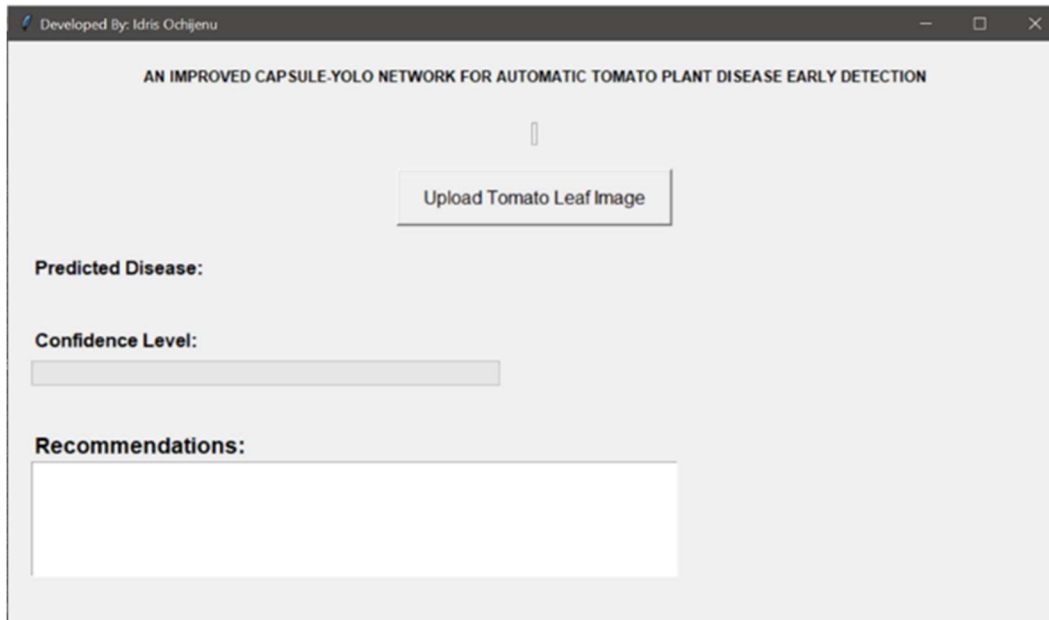 Developed By: Idris Ochijenu
AN IMPROVED CAPSULE-YOLO NETWORK FOR AUTOMATIC TOMATO PLANT DISEASE EARLY DETECTION
Upload Tomato Leaf Image
Predicted Disease:
Confidence Level:
Recommendations: